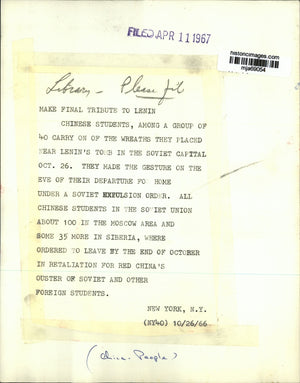 FILED APR 11 1967
historicimages.com
mja69054
Library - Please fil
MAKE FINAL TRIBUTE TO LENIN
CHINESE STUDENTS, AMONG A GROUP OF
40 CARRY ON OF THE WREATHS THEY PLACED
NEAR LENIN'S TOMB IN THE SOVIET CAPITAL
OCT. 26. THEY MADE THE GESTURE ON THE
EVE OF THEIR DEPARTURE FO HOME
UNDER A SOVIET EXPULSION ORDER. ALL
CHINESE STUDENTS IN THE SOVIET UNION
ABOUT 100 IN THE MOSCOW AREA AND
SOME 35 MORE IN SIBERIA, WHERE
ORDERED TO LEAVE BY THE END OF OCTOBER
IN RETALIATION FOR RED CHINA'S
OUSTER OF SOVIET AND OTHER
FOREIGN STUDENTS.
NEW YORK, N.Y.
(NY40) 10/26/66
(China - People)